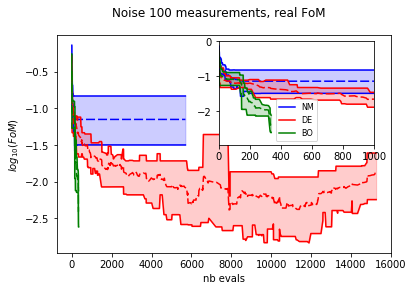 Noise 100 measurements, real FoM
0
−1
−2
0 200 400 600 800 1000
NM
DE
BO
−0.5
−1.0
−1.5
−2.0
−2.5
log₁₀(FoM)
0 2000 4000 6000 8000 10000 12000 14000 16000
nb evals